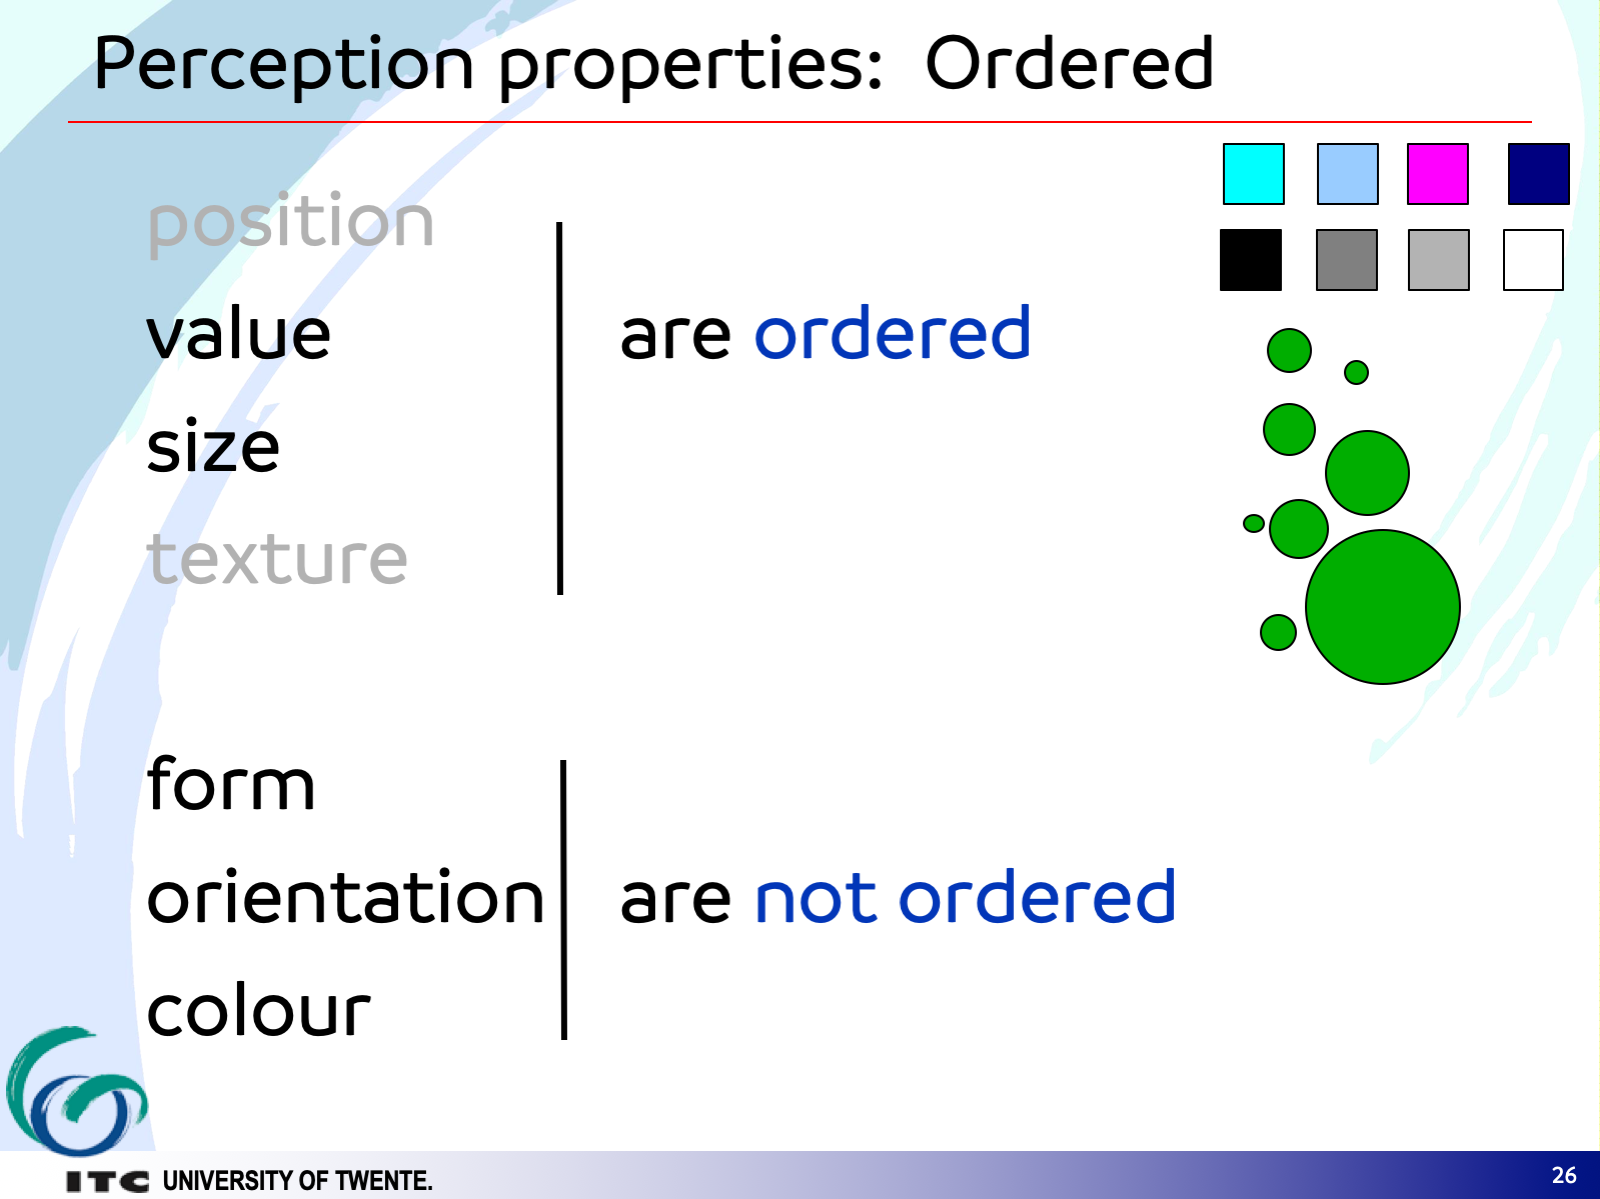 Perception properties: Ordered
position
value are ordered
size
texture
form
orientation are not ordered
colour
ITC UNIVERSITY OF TWENTE.
26